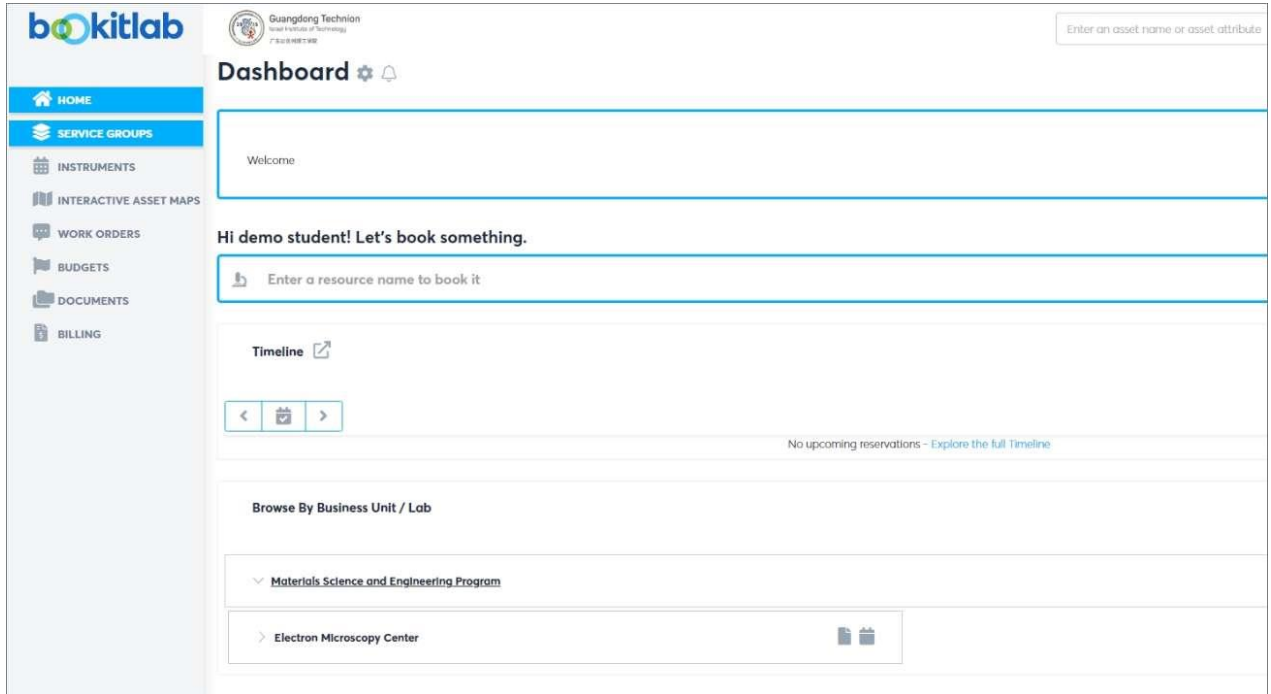 bookitlab
Guangdong Technion
Israel Institute of Technology
Enter an asset name or asset attribute
Dashboard
HOME
SERVICE GROUPS
INSTRUMENTS
INTERACTIVE ASSET MAPS
WORK ORDERS
BUDGETS
DOCUMENTS
BILLING
Welcome
Hi demo student! Let's book something.
Enter a resource name to book it
Timeline
No upcoming reservations - Explore the full Timeline
Browse By Business Unit / Lab
Materials Science and Engineering Program
Electron Microscopy Center